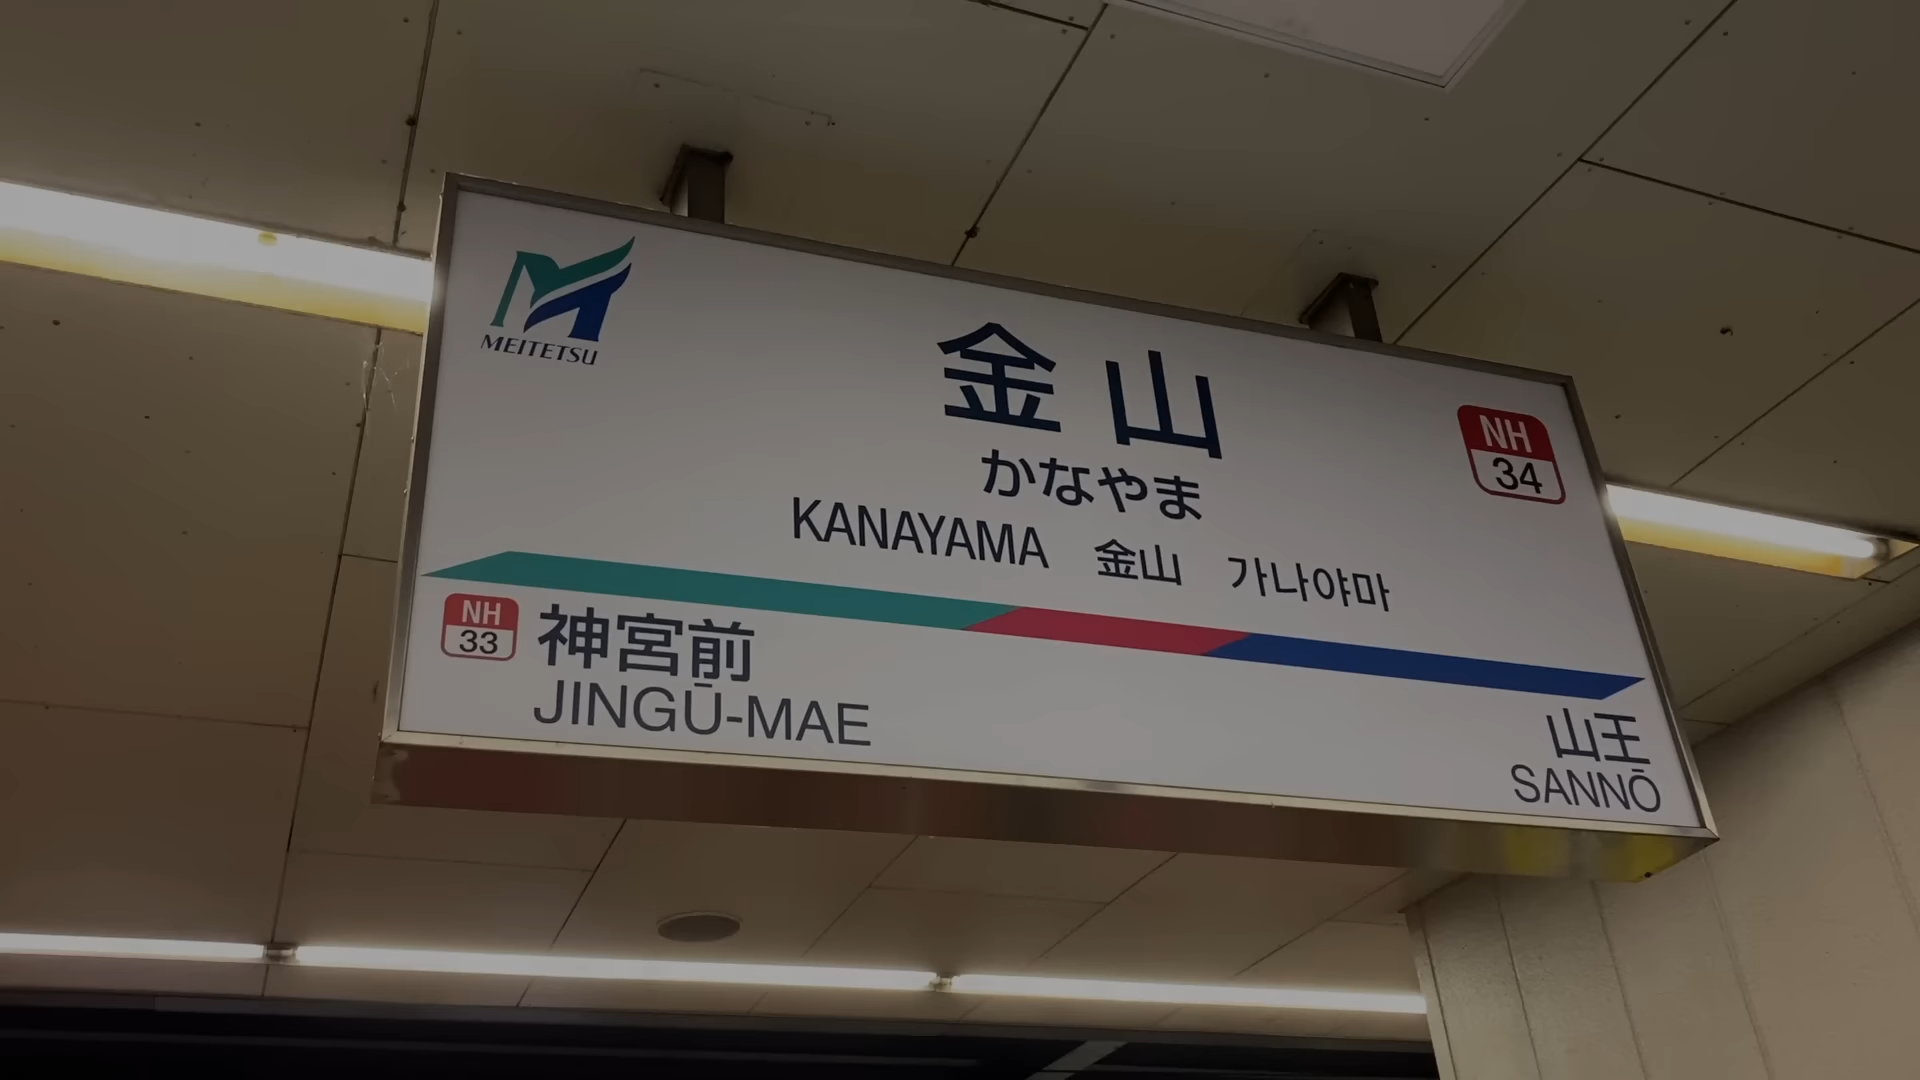 MEITETSU
金山
かなやま
KANAYAMA 金山 가나야마
NH
34
NH
33
神宮前
JINGŪ-MAE
山王
SANNŌ